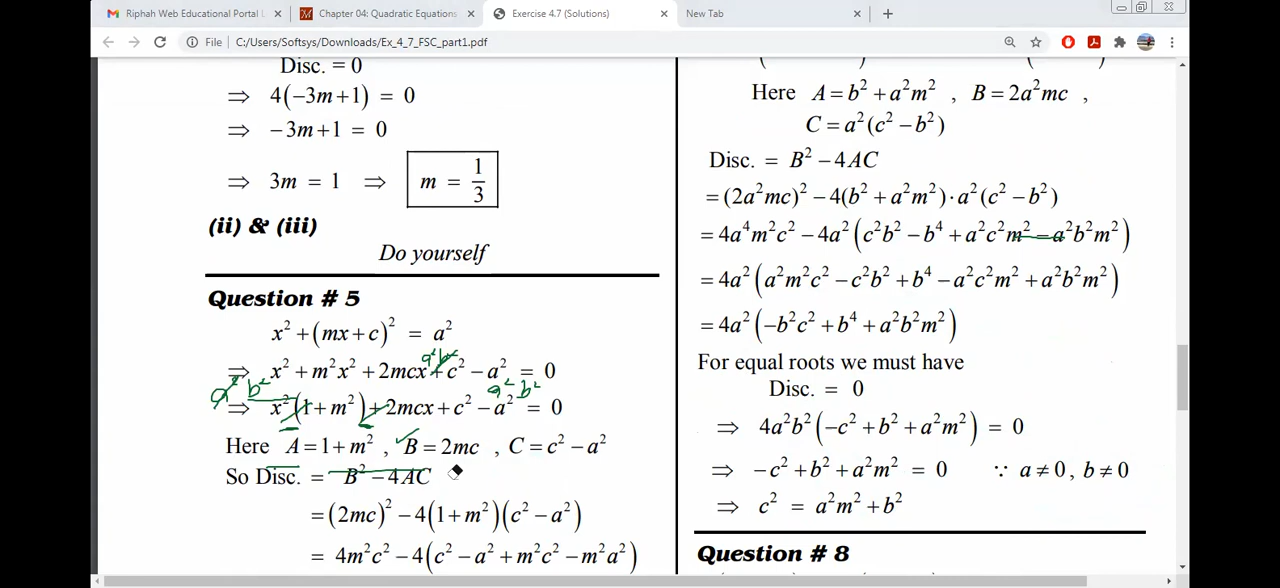 Riphah Web Educational Portal
Chapter 04: Quadratic Equations
Exercise 4.7 (Solutions)
New Tab
File | C:/Users/Softsys/Downloads/Ex_4_7_FSC_part1.pdf
Disc. = 0
⇒ 4(−3m+1) = 0
⇒ −3m+1 = 0
⇒ 3m = 1 ⇒ m = 1/3
(ii) & (iii)
Do yourself
Question # 5
x² + (mx + c)² = a²
a² b²
⇒ x² + m²x² + 2mcx + c² − a² = 0
a² b² a² b²
⇒ x²(1 + m²) + 2mcx + c² − a² = 0
Here A = 1 + m² , B = 2mc , C = c² − a²
So Disc. = B² − 4AC
= (2mc)² − 4(1 + m²)(c² − a²)
= 4m²c² − 4(c² − a² + m²c² − m²a²)
Here A = b² + a²m² , B = 2a²mc ,
C = a²(c² − b²)
Disc. = B² − 4AC
= (2a²mc)² − 4(b² + a²m²)·a²(c² − b²)
= 4a⁴m²c² − 4a²(c²b² − b⁴ + a²c²m² − a²b²m²)
= 4a²(a²m²c² − c²b² + b⁴ − a²c²m² + a²b²m²)
= 4a²(−b²c² + b⁴ + a²b²m²)
For equal roots we must have
Disc. = 0
⇒ 4a²b²(−c² + b² + a²m²) = 0
⇒ −c² + b² + a²m² = 0 ∵ a ≠ 0, b ≠ 0
⇒ c² = a²m² + b²
Question # 8